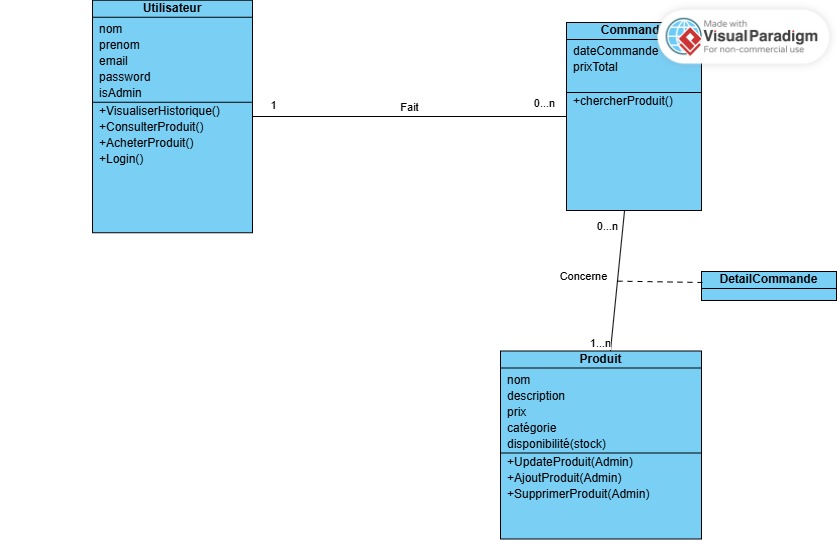 Utilisateur
nom
prenom
email
password
isAdmin
+VisualiserHistorique()
+ConsulterProduit()
+AcheterProduit()
+Login()
1
Fait
0...n
Command
dateCommande
prixTotal
+chercherProduit()
Made with
Visual Paradigm
For non-commercial use
0...n
Concerne
DetailCommande
1...n
Produit
nom
description
prix
catégorie
disponibilité(stock)
+UpdateProduit(Admin)
+AjoutProduit(Admin)
+SupprimerProduit(Admin)